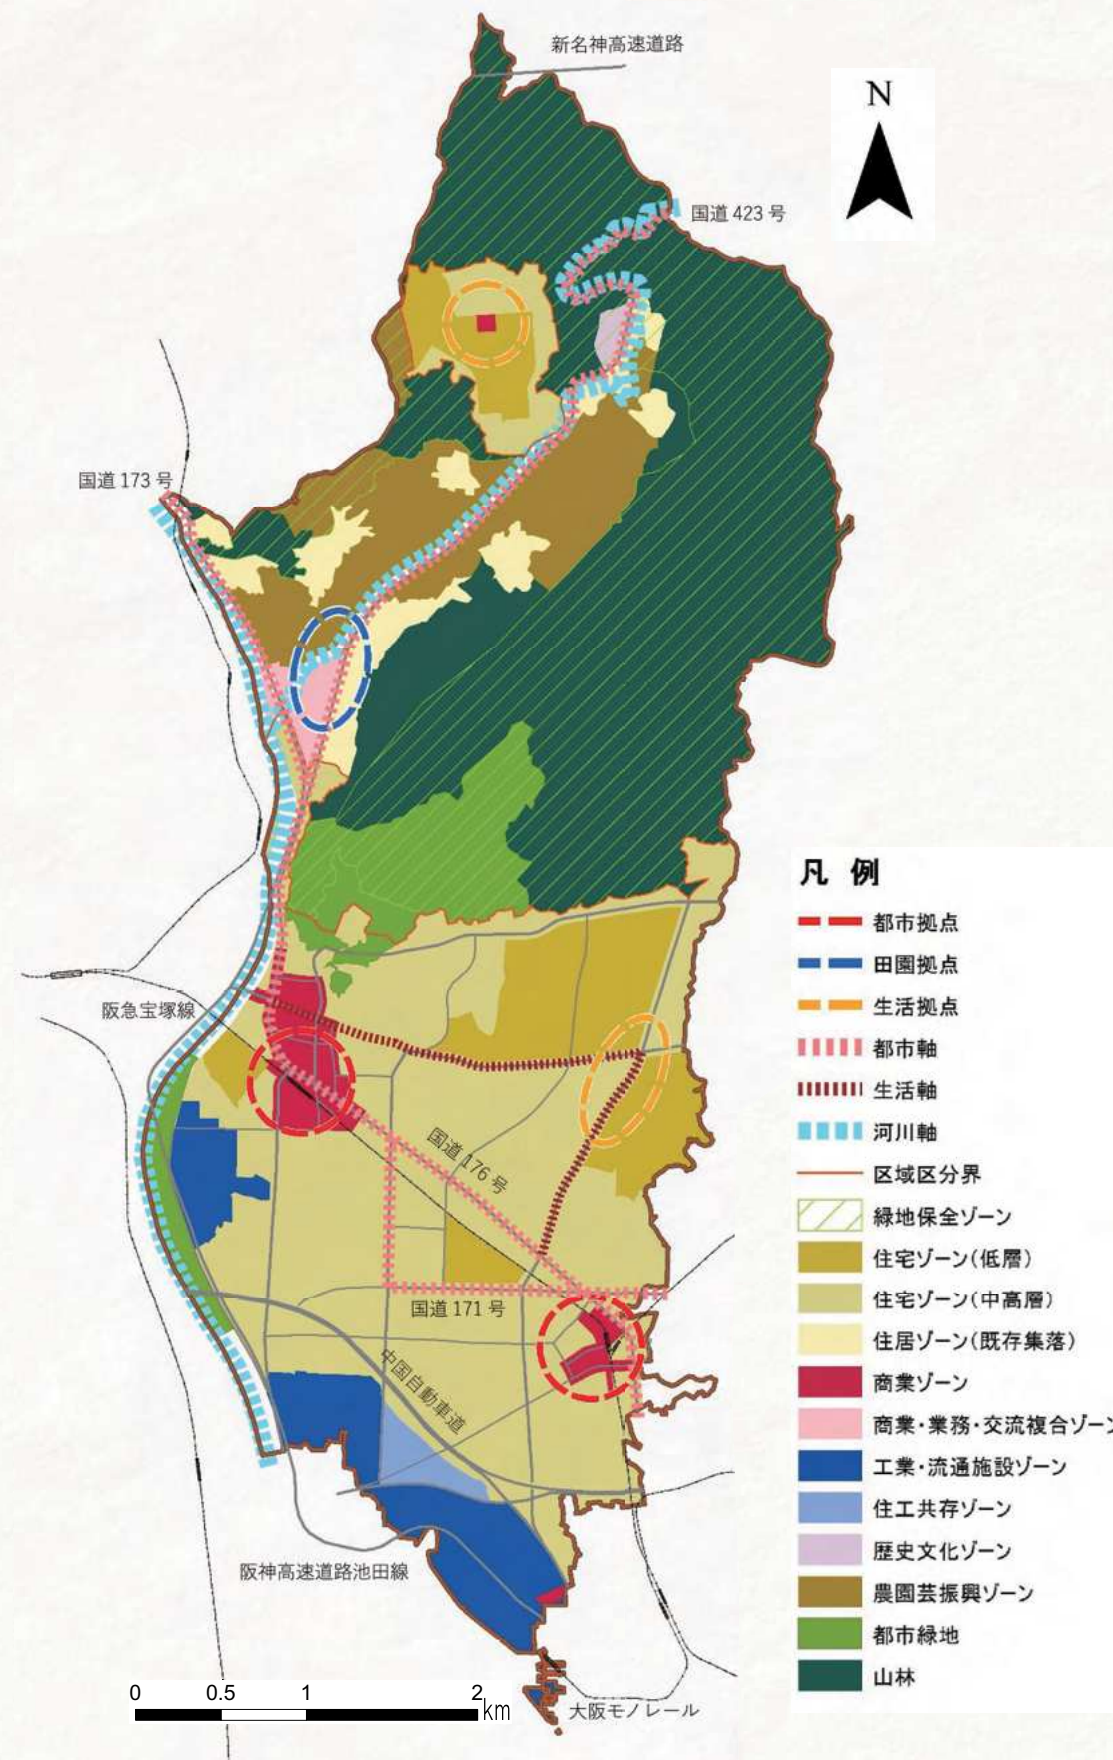 新名神高速道路
N
国道 423 号
国道 173 号
阪急宝塚線
国道 176 号
国道 171 号
中国自動車道
阪神高速道路池田線
大阪モノレール
0 0.5 1 2 km
凡 例
都市拠点
田園拠点
生活拠点
都市軸
生活軸
河川軸
区域区分界
緑地保全ゾーン
住宅ゾーン(低層)
住宅ゾーン(中高層)
住居ゾーン(既存集落)
商業ゾーン
商業・業務・交流複合ゾーン
工業・流通施設ゾーン
住工共存ゾーン
歴史文化ゾーン
農園芸振興ゾーン
都市緑地
山林